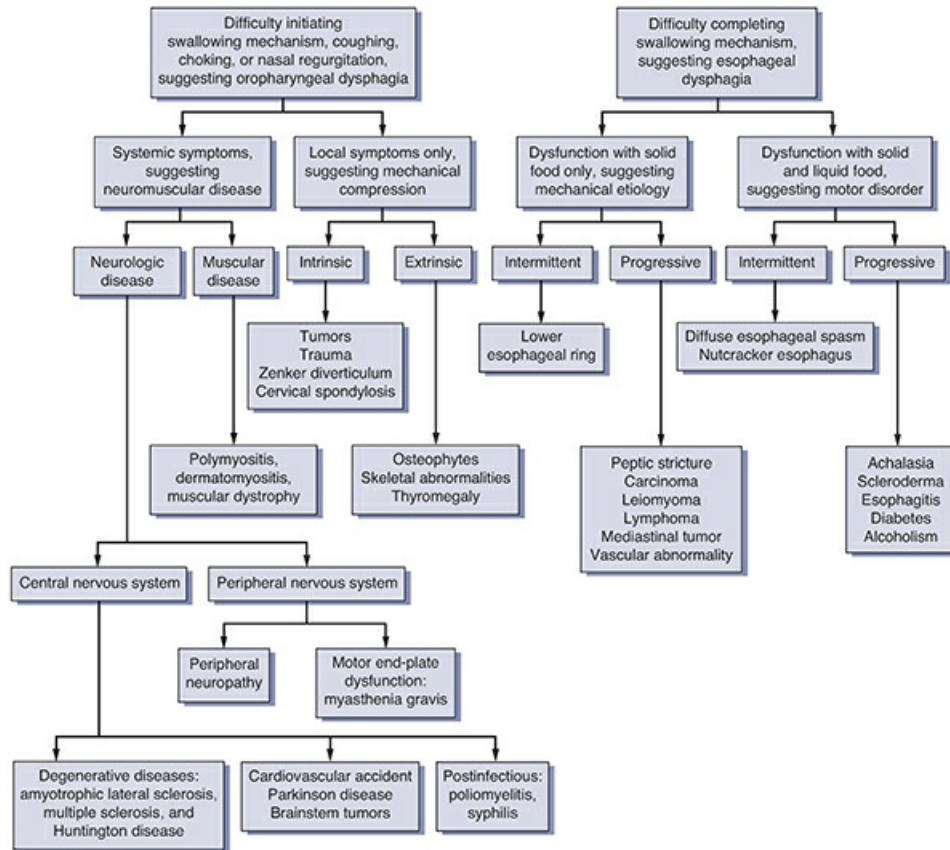 Difficulty initiating
swallowing mechanism, coughing,
choking, or nasal regurgitation,
suggesting oropharyngeal dysphagia
Difficulty completing
swallowing mechanism,
suggesting esophageal
dysphagia
Systemic symptoms,
suggesting
neuromuscular disease
Local symptoms only,
suggesting mechanical
compression
Dysfunction with solid
food only, suggesting
mechanical etiology
Dysfunction with solid
and liquid food,
suggesting motor disorder
Neurologic
disease
Muscular
disease
Intrinsic
Extrinsic
Intermittent
Progressive
Intermittent
Progressive
Tumors
Trauma
Zenker diverticulum
Cervical spondylosis
Lower
esophageal ring
Diffuse esophageal spasm
Nutcracker esophagus
Polymyositis,
dermatomyositis,
muscular dystrophy
Osteophytes
Skeletal abnormalities
Thyromegaly
Peptic stricture
Carcinoma
Leiomyoma
Lymphoma
Mediastinal tumor
Vascular abnormality
Achalasia
Scleroderma
Esophagitis
Diabetes
Alcoholism
Central nervous system
Peripheral nervous system
Peripheral
neuropathy
Motor end-plate
dysfunction:
myasthenia gravis
Degenerative diseases:
amyotrophic lateral sclerosis,
multiple sclerosis, and
Huntington disease
Cardiovascular accident
Parkinson disease
Brainstem tumors
Postinfectious:
poliomyelitis,
syphilis